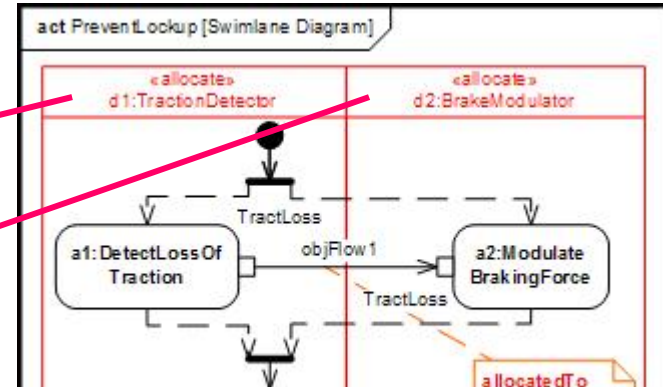 act PreventLockup [Swimlane Diagram]
«allocate»
d1:TractionDetector
«allocate»
d2:BrakeModulator
TractLoss
a1:DetectLossOf
Traction
objFlow1
a2:Modulate
BrakingForce
TractLoss
allocatedTo